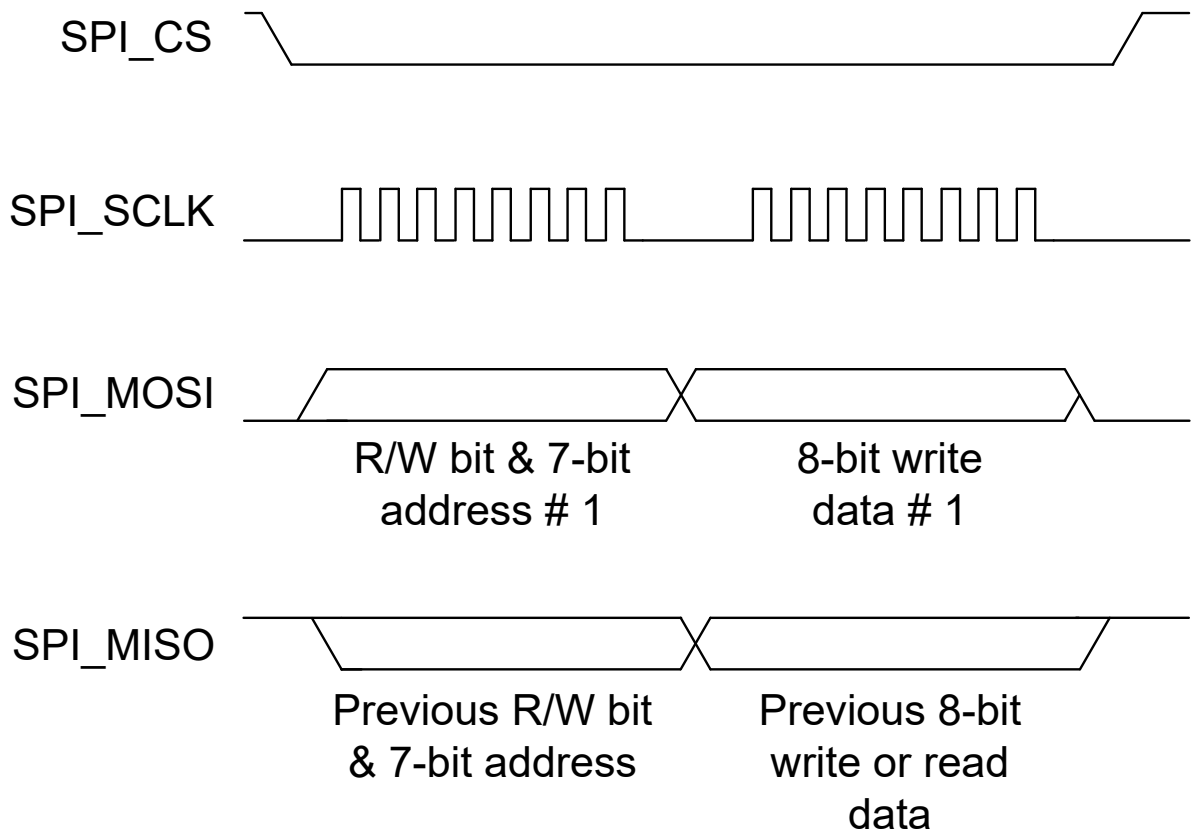 SPI_CS
SPI_SCLK
SPI_MOSI
R/W bit & 7-bit
address # 1
8-bit write
data # 1
SPI_MISO
Previous R/W bit
& 7-bit address
Previous 8-bit
write or read
data